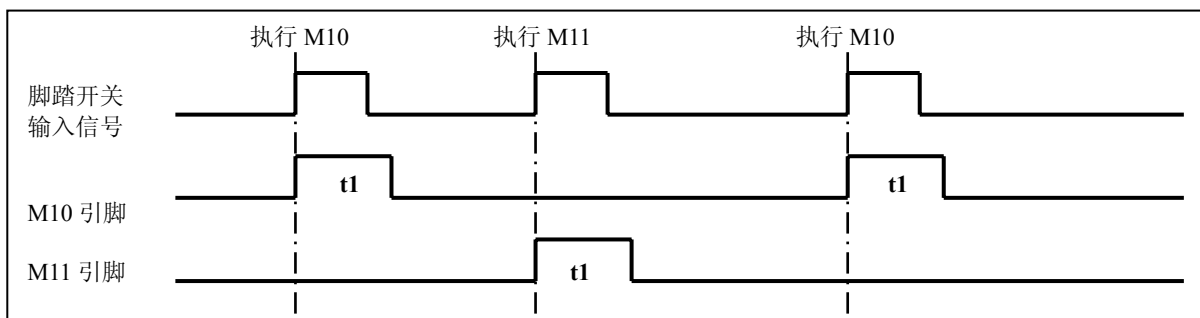 执行 M10 执行 M11 执行 M10
脚踏开关
输入信号
t1 t1
M10 引脚
M11 引脚 t1